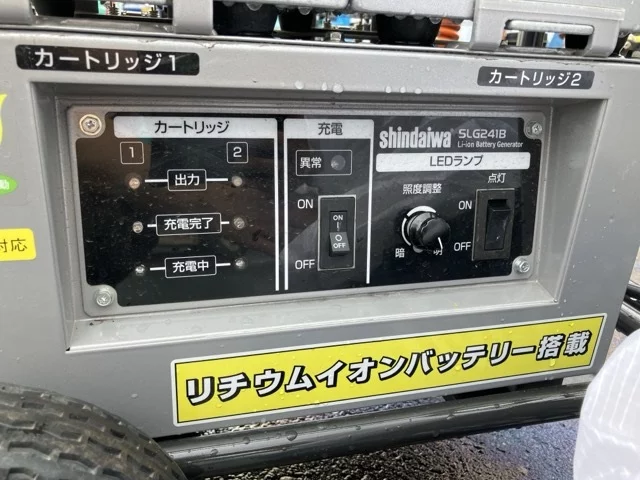 カートリッジ1
カートリッジ2
カートリッジ
1 2
出力
充電完了
充電中
充電
異常
ON
ON
OFF
OFF
shindaiwa SLG241B
Li-ion Battery Generator
LEDランプ
照度調整
暗 明
点灯
ON
OFF
動
対応
リチウムイオンバッテリー搭載